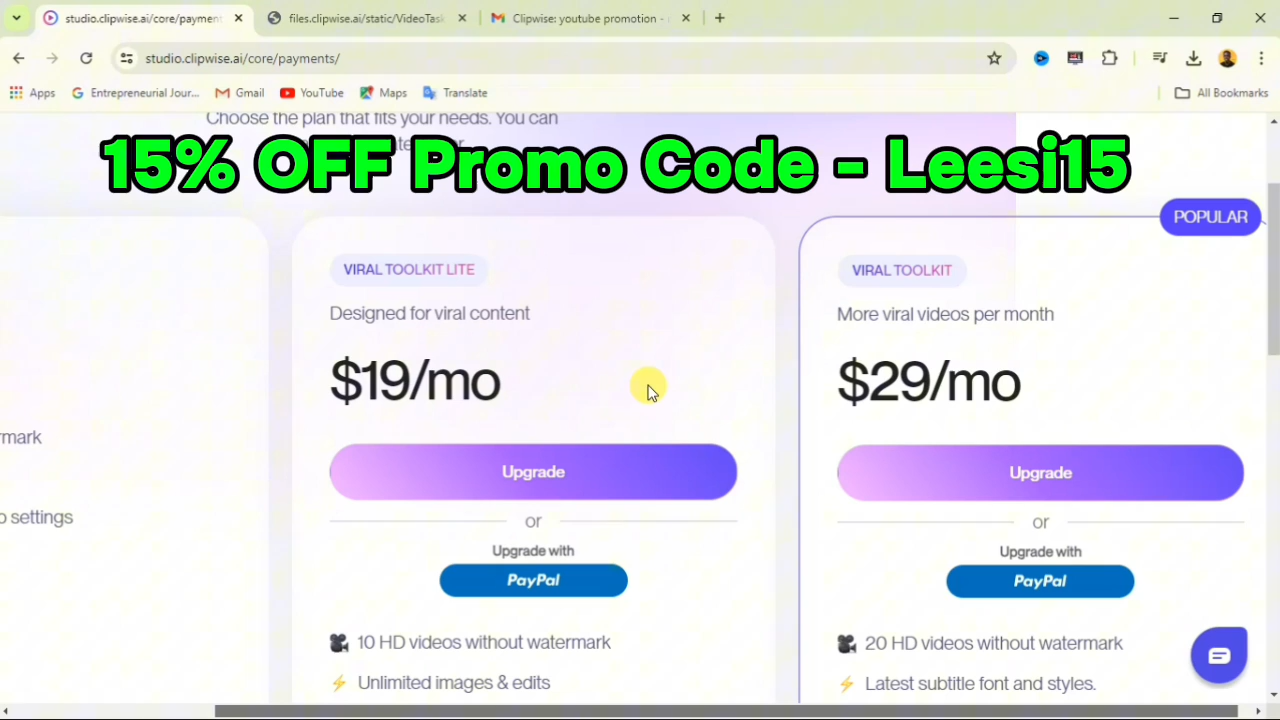 studio.clipwise.ai/core/paymen
files.clipwise.ai/static/VideoTask
Clipwise: youtube promotion -
studio.clipwise.ai/core/payments/
Apps
Entrepreneurial Jour...
Gmail
YouTube
Maps
Translate
All Bookmarks
Choose the plan that fits your needs. You can
15% OFF Promo Code - Leesi15
POPULAR
VIRAL TOOLKIT LITE
Designed for viral content
$19/mo
Upgrade
or
Upgrade with
PayPal
10 HD videos without watermark
Unlimited images & edits
VIRAL TOOLKIT
More viral videos per month
$29/mo
Upgrade
or
Upgrade with
PayPal
20 HD videos without watermark
Latest subtitle font and styles.
rmark
o settings